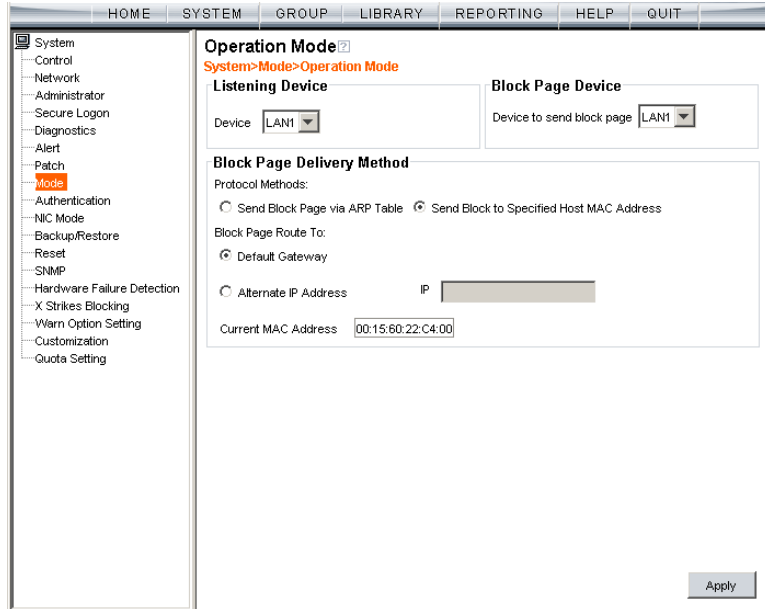 HOME SYSTEM GROUP LIBRARY REPORTING HELP QUIT
System
Control
Network
Administrator
Secure Logon
Diagnostics
Alert
Patch
Mode
Authentication
NIC Mode
Backup/Restore
Reset
SNMP
Hardware Failure Detection
X Strikes Blocking
Warn Option Setting
Customization
Quota Setting
Operation Mode ?
System>Mode>Operation Mode
Listening Device
Device LAN1
Block Page Device
Device to send block page LAN1
Block Page Delivery Method
Protocol Methods:
Send Block Page via ARP Table Send Block to Specified Host MAC Address
Block Page Route To:
Default Gateway
Alternate IP Address IP
Current MAC Address 00:15:60:22:C4:00
Apply